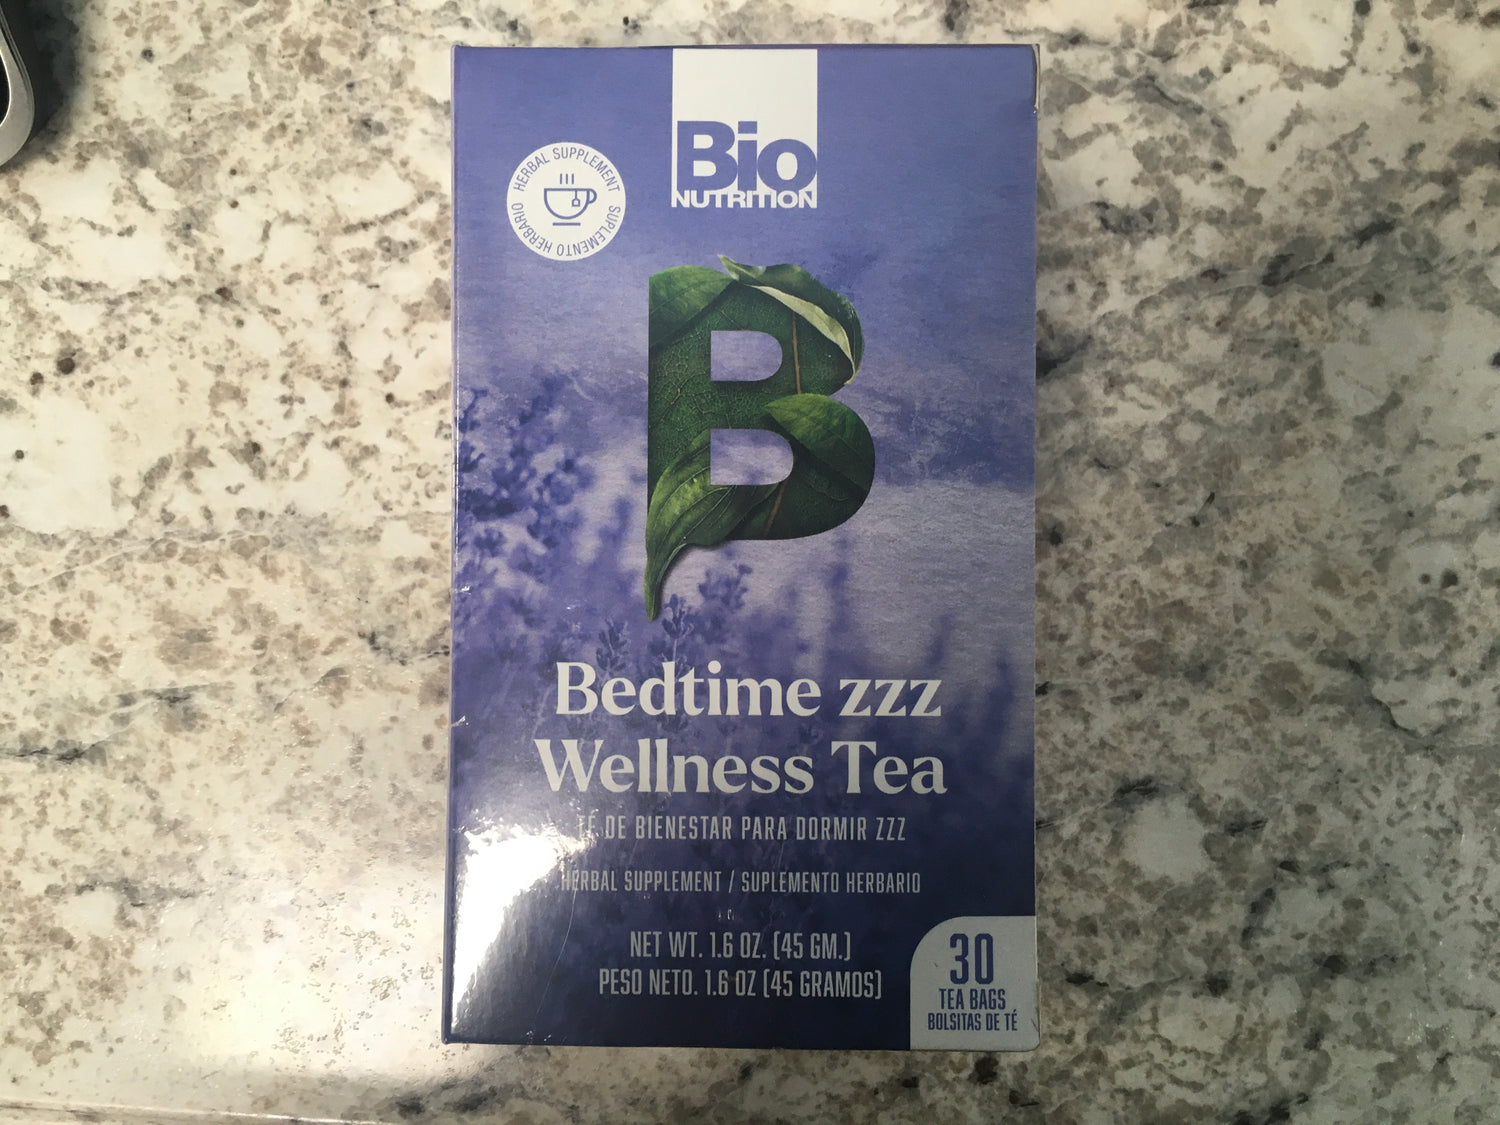 Bio
NUTRITION
HERBAL SUPPLEMENT
SUPLEMENTO HERBARIO
B
Bedtime zzz
Wellness Tea
TÉ DE BIENESTAR PARA DORMIR ZZZ
HERBAL SUPPLEMENT / SUPLEMENTO HERBARIO
NET WT. 1.6 OZ. (45 GM.)
PESO NETO. 1.6 OZ (45 GRAMOS)
30
TEA BAGS
BOLSITAS DE TÉ